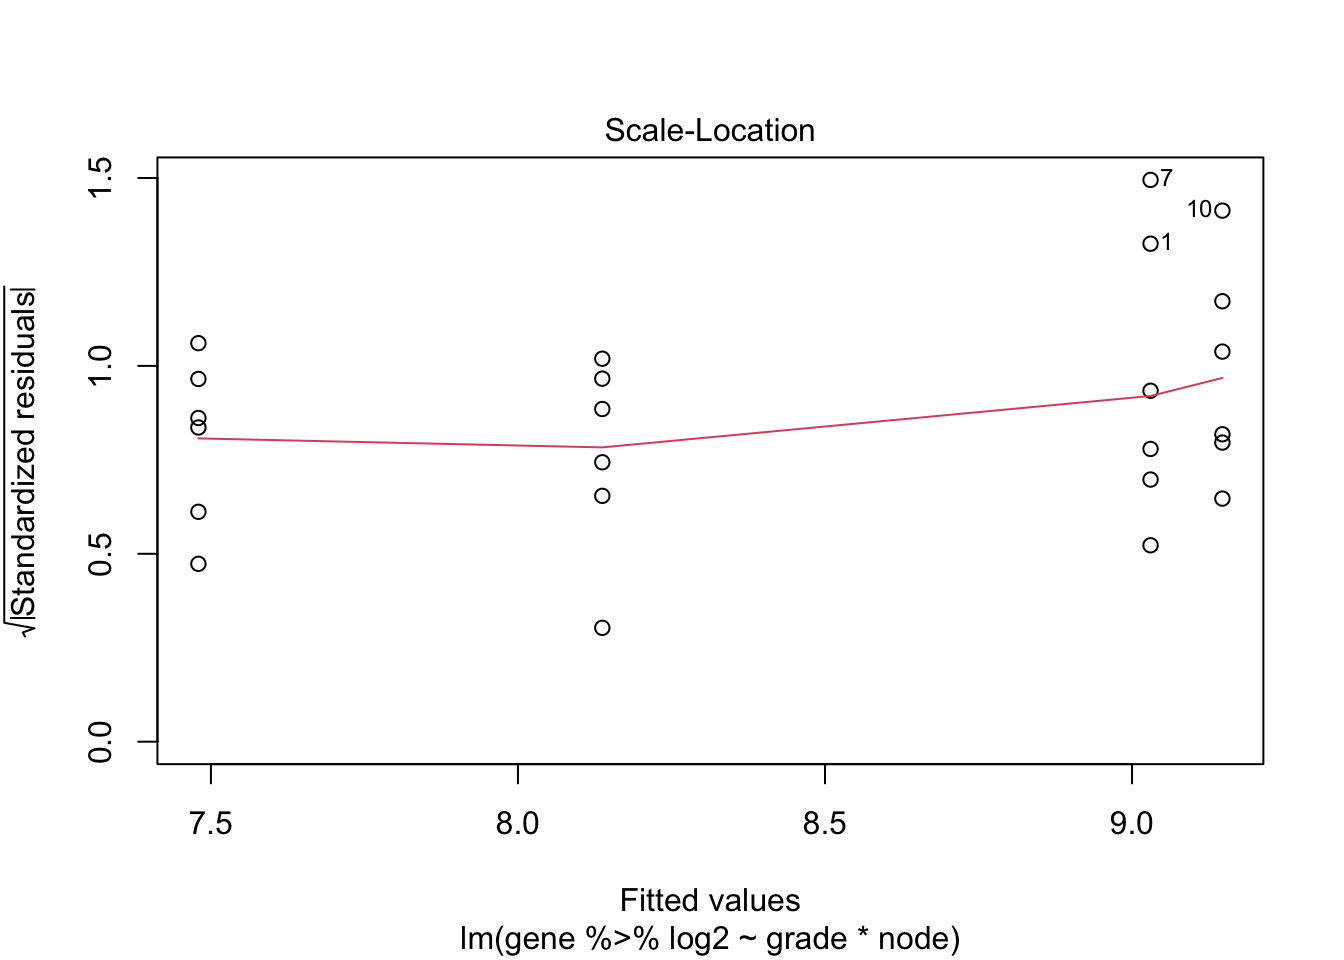 Scale-Location
√|Standardized residuals|
1.5
1.0
0.5
0.0
7
10
1
7.5 8.0 8.5 9.0
Fitted values
lm(gene %>% log2 ~ grade * node)